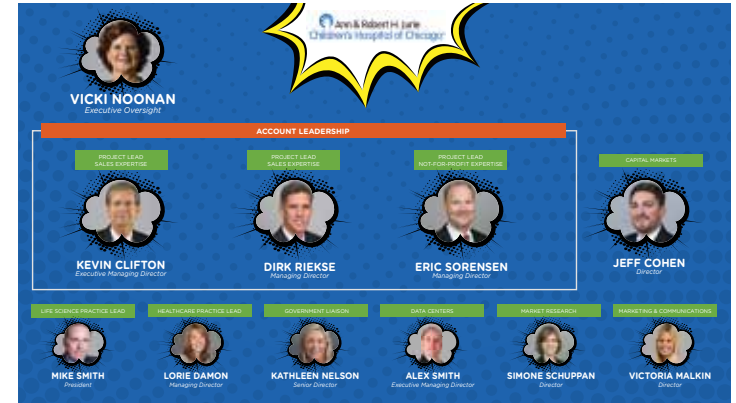 Ann & Robert H. Lurie
Children's Hospital of Chicago
VICKI NOONAN
Executive Oversight
ACCOUNT LEADERSHIP
PROJECT LEAD
SALES EXPERTISE
KEVIN CLIFTON
Executive Managing Director
PROJECT LEAD
SALES EXPERTISE
DIRK RIEKSE
Managing Director
PROJECT LEAD
NOT-FOR-PROFIT EXPERTISE
ERIC SORENSEN
Managing Director
CAPITAL MARKETS
JEFF COHEN
Director
LIFE SCIENCE PRACTICE LEAD
MIKE SMITH
President
HEALTHCARE PRACTICE LEAD
LORIE DAMON
Managing Director
GOVERNMENT LIAISON
KATHLEEN NELSON
Senior Director
DATA CENTERS
ALEX SMITH
Executive Managing Director
MARKET RESEARCH
SIMONE SCHUPPAN
Director
MARKETING & COMMUNICATIONS
VICTORIA MALKIN
Director